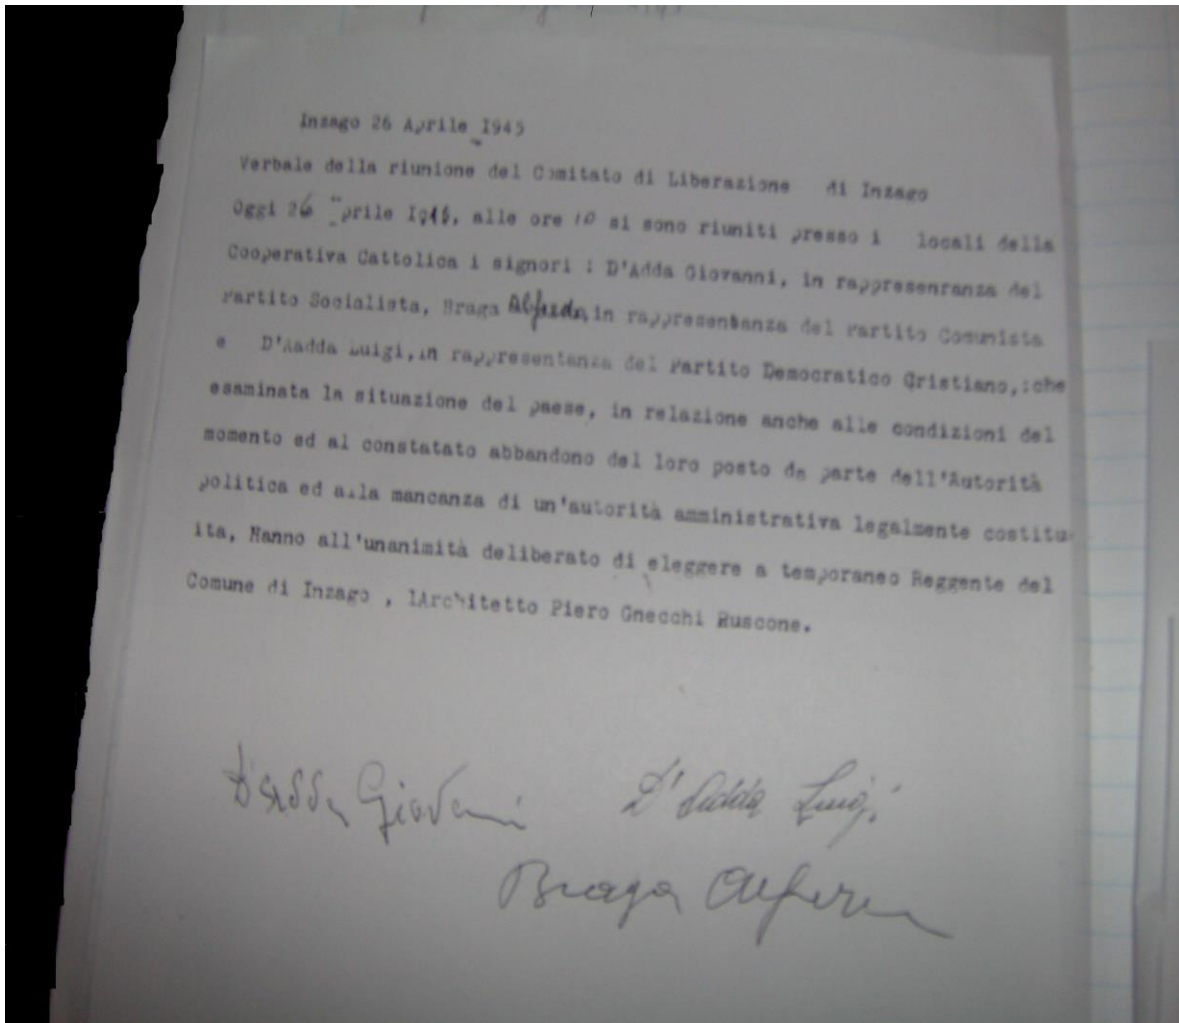 Inzago 26 Aprile 1945
Verbale della riunione del Comitato di Liberazione di Inzago
Oggi 26 prile alle ore 10 si sono riuniti presso i locali della
Cooperativa Cattolica i signori : D'Adda Giovanni, in rappresenranza del
Partito Socialista, Braga Alfredo, in rappresentanza del Partito Comunista
e D'Aadda Luigi, in rappresentanza del Partito Democratico Cristiano,:che
esaminata la situazione del paese, in relazione anche alle condizioni del
momento ed al constatato abbandono del loro posto da parte dell'Autorità
politica ed alla mancanza di un'autorità amministrativa legalmente costitu-
ita, Hanno all'unanimità deliberato di eleggere a temporaneo Reggente del
Comune di Inzago , lArchitetto Piero Gnecchi Ruscone.
D'Adda Giovanni D'Adda Luigi
Braga